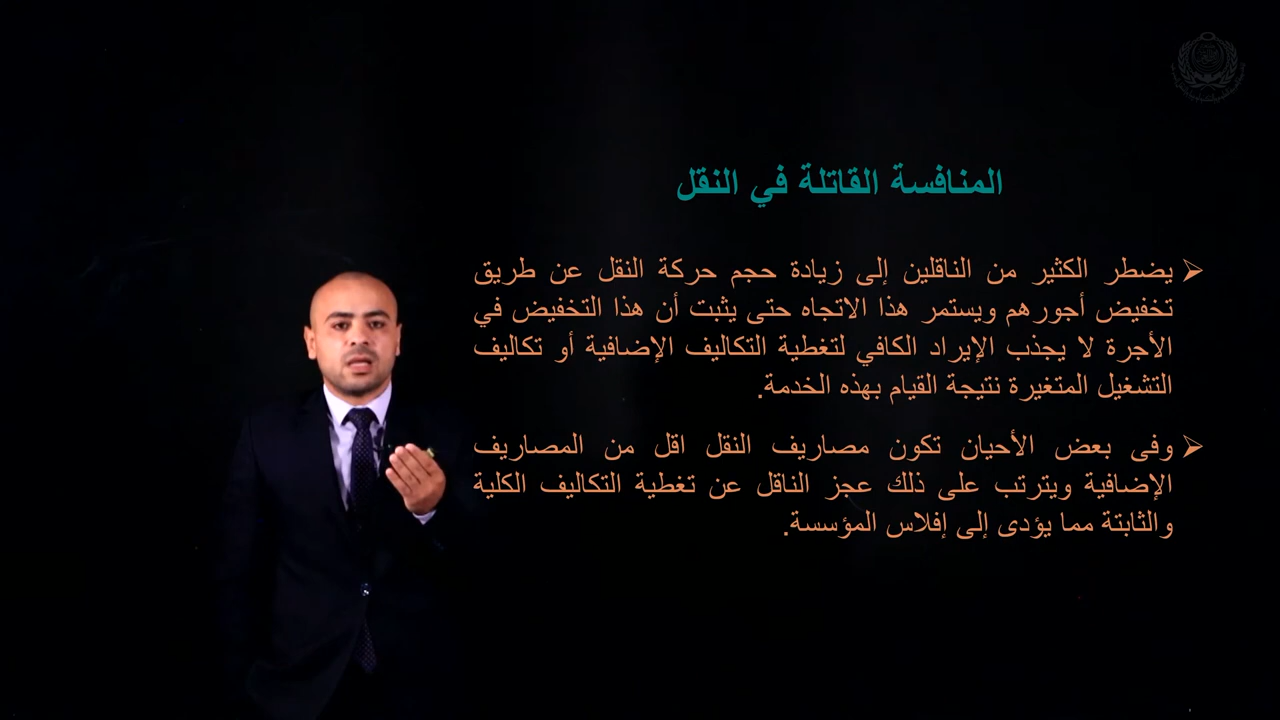 المنافسة القاتلة في النقل
يضطر الكثير من الناقلين إلى زيادة حجم حركة النقل عن طريق
تخفيض أجورهم ويستمر هذا الاتجاه حتى يثبت أن هذا التخفيض في
الأجرة لا يجذب الإيراد الكافي لتغطية التكاليف الإضافية أو تكاليف
التشغيل المتغيرة نتيجة القيام بهذه الخدمة.
وفى بعض الأحيان تكون مصاريف النقل اقل من المصاريف
الإضافية ويترتب على ذلك عجز الناقل عن تغطية التكاليف الكلية
والثابتة مما يؤدى إلى إفلاس المؤسسة.